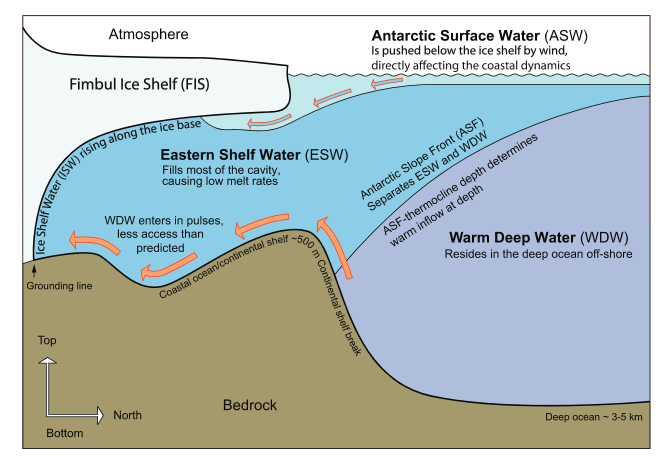 Atmosphere
Antarctic Surface Water (ASW)
Is pushed below the ice shelf by wind,
directly affecting the coastal dynamics
Fimbul Ice Shelf (FIS)
Ice Shelf Water (ISW) rising along the ice base
Eastern Shelf Water (ESW)
Fills most of the cavity,
causing low melt rates
Antarctic Slope Front (ASF)
Separates ESW and WDW
ASF-thermocline depth determines
warm inflow at depth
WDW enters in pulses,
less access than
predicted
Warm Deep Water (WDW)
Resides in the deep ocean off-shore
Coastal ocean/continental shelf ~500 m
Continental shelf break
Grounding line
Top
North
Bottom
Bedrock
Deep ocean ~ 3-5 km